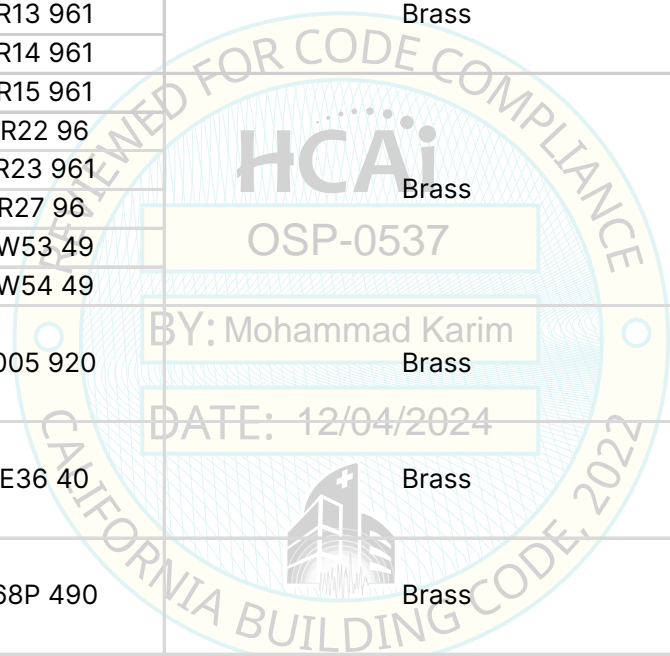 R13 961 Brass
R14 961
R15 961
R22 96
R23 961
R27 96
Brass
W53 49
W54 49
005 920 Brass
E36 40 Brass
68P 490 Brass
REVIEWED FOR CODE COMPLIANCE
HCAi
OSP-0537
BY: Mohammad Karim
DATE: 12/04/2024
CALIFORNIA BUILDING CODE, 2022